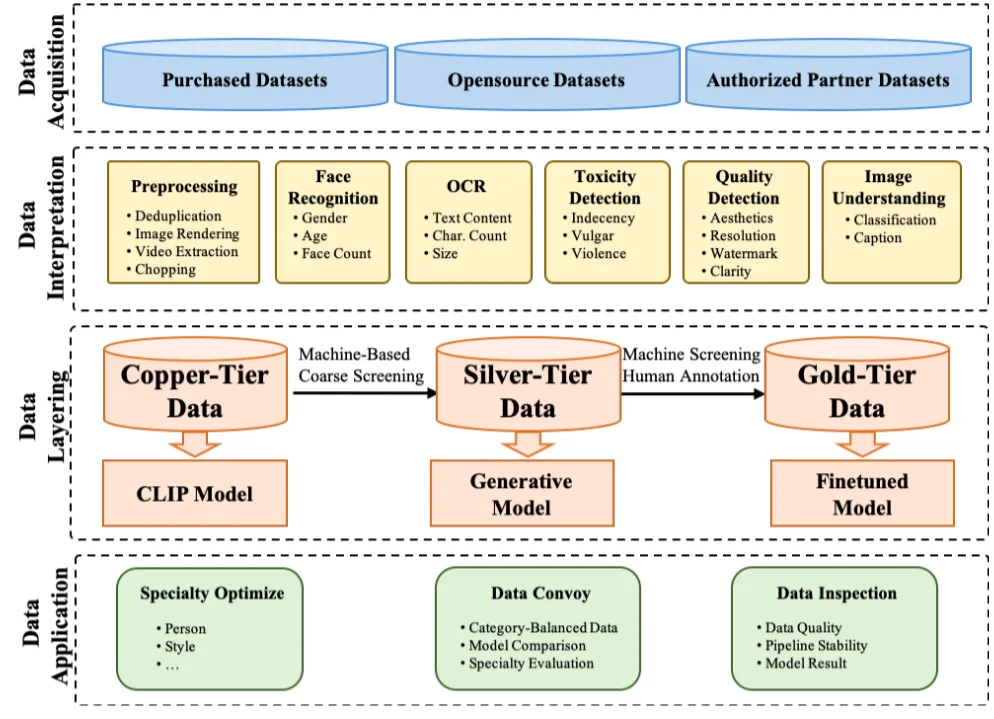 Data
Acquisition
Purchased Datasets
Opensource Datasets
Authorized Partner Datasets
Data
Interpretation
Preprocessing
• Deduplication
• Image Rendering
• Video Extraction
• Chopping
Face
Recognition
• Gender
• Age
• Face Count
OCR
• Text Content
• Char. Count
• Size
Toxicity
Detection
• Indecency
• Vulgar
• Violence
Quality
Detection
• Aesthetics
• Resolution
• Watermark
• Clarity
Image
Understanding
• Classification
• Caption
Data
Layering
Copper-Tier
Data
Machine-Based
Coarse Screening
Silver-Tier
Data
Machine Screening
Human Annotation
Gold-Tier
Data
CLIP Model
Generative
Model
Finetuned
Model
Data
Application
Specialty Optimize
• Person
• Style
• …
Data Convoy
• Category-Balanced Data
• Model Comparison
• Specialty Evaluation
Data Inspection
• Data Quality
• Pipeline Stability
• Model Result